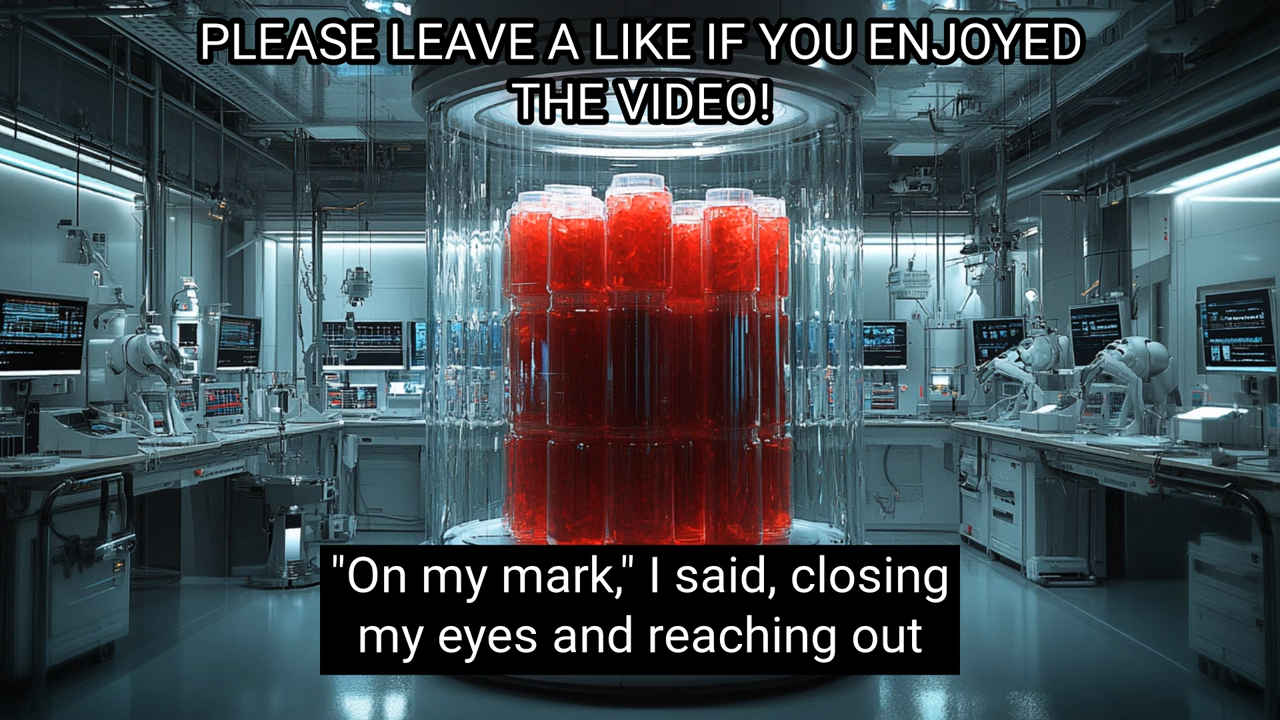 PLEASE LEAVE A LIKE IF YOU ENJOYED
THE VIDEO!
"On my mark," I said, closing
my eyes and reaching out